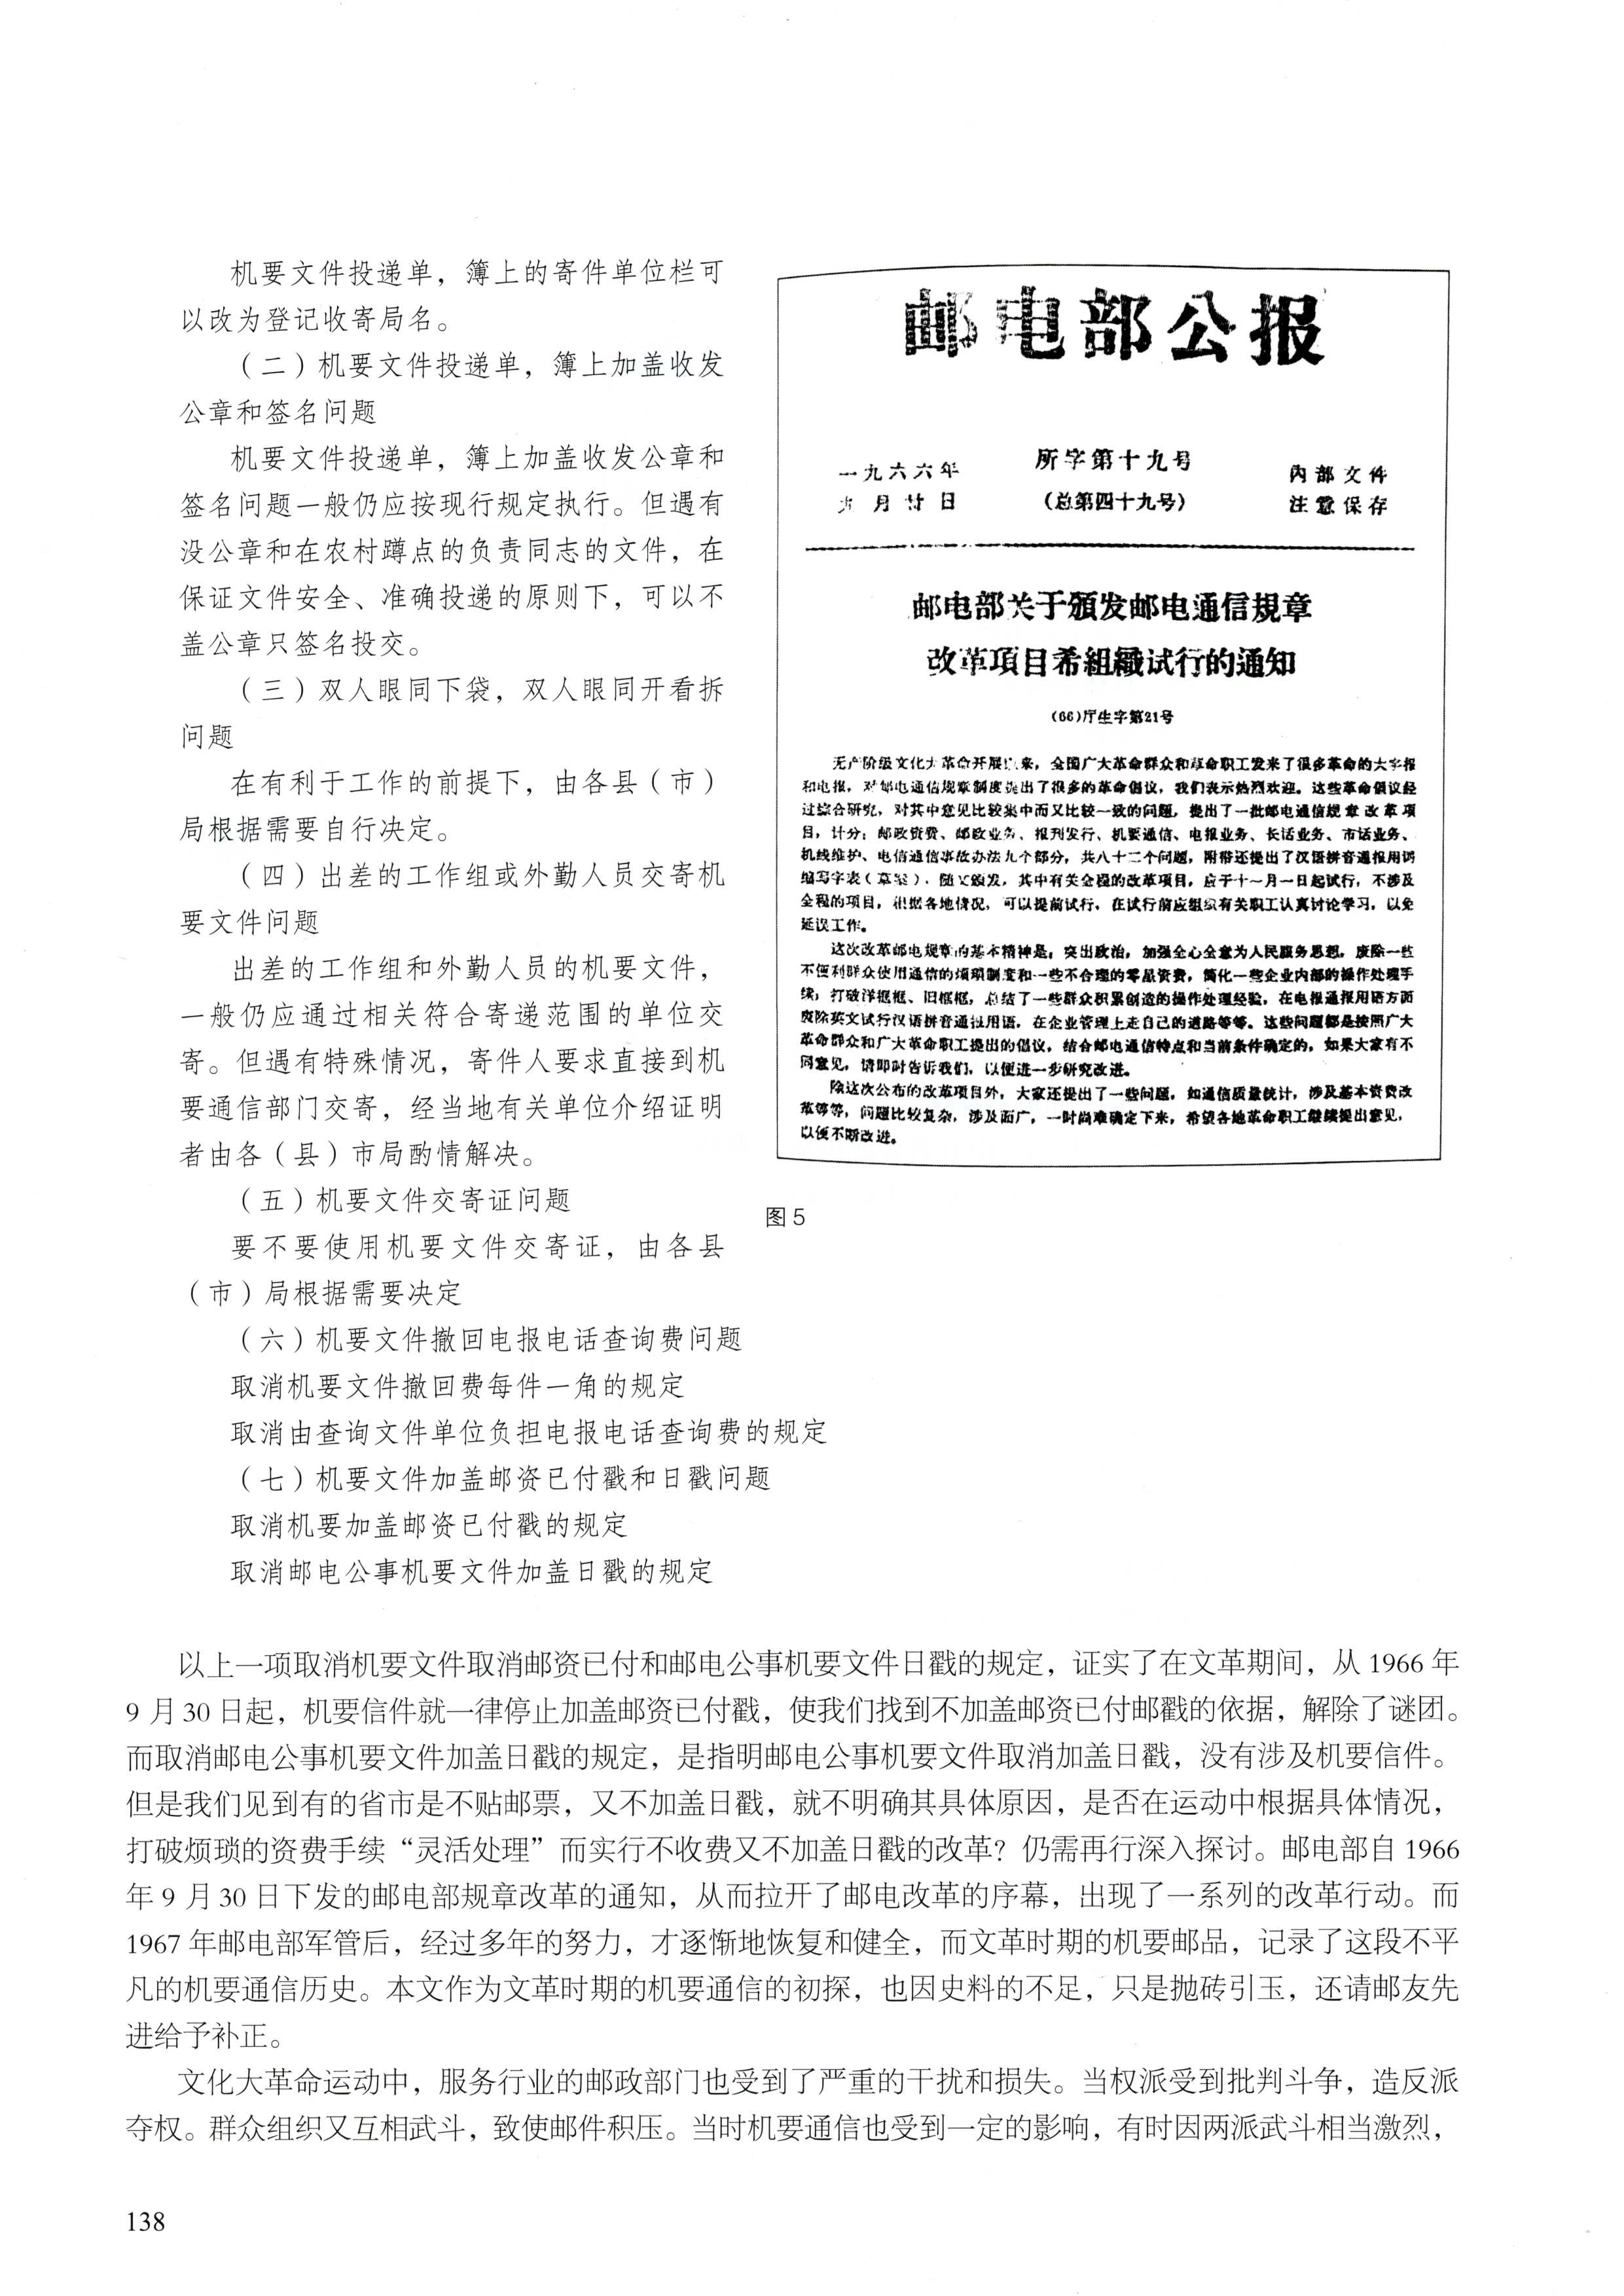 机要文件投递单，簿上的寄件单位栏可
以改为登记收寄局名。
（二）机要文件投递单，簿上加盖收发
公章和签名问题
机要文件投递单，簿上加盖收发公章和
签名问题一般仍应按现行规定执行。但遇有
没公章和在农村蹲点的负责同志的文件，在
保证文件安全、准确投递的原则下，可以不
盖公章只签名投交。
（三）双人眼同下袋，双人眼同开看拆
问题
在有利于工作的前提下，由各县（市）
局根据需要自行决定。
（四）出差的工作组或外勤人员交寄机
要文件问题
出差的工作组和外勤人员的机要文件，
一般仍应通过相关符合寄递范围的单位交
寄。但遇有特殊情况，寄件人要求直接到机
要通信部门交寄，经当地有关单位介绍证明
者由各（县）市局酌情解决。
（五）机要文件交寄证问题
要不要使用机要文件交寄证，由各县
（市）局根据需要决定
（六）机要文件撤回电报电话查询费问题
取消机要文件撤回费每件一角的规定
取消由查询文件单位负担电报电话查询费的规定
（七）机要文件加盖邮资已付戳和日戳问题
取消机要加盖邮资已付戳的规定
取消邮电公事机要文件加盖日戳的规定
邮电部公报
一九六六年
月廿日
所字第十九号
（总第四十九号）
内部文件
注意保存
邮电部关于頒发邮电通信規章
改革項目希組織试行的通知
(66)厅生字第21号
无产阶级文化大革命开展以来，全国广大革命群众和革命职工发来了很多革命的大字报
和电报，对邮电通信规章制度提出了很多的革命倡议，我们表示热烈欢迎。这些革命倡议经
过综合研究，对其中意见比较集中而又比较一致的问题，提出了一批邮电通信规章改革项
目，计分：邮政资费、邮政业务、报刊发行、机要通信、电报业务、长话业务、市话业务、
机线维护、电信通信事故办法九个部分，共八十二个问题，附带还提出了汉语拼音通报用词
缩写字表（草案），随文颁发，其中有关全程的改革项目，应于十一月一日起试行，不涉及
全程的项目，根据各地情况，可以提前试行，在试行前应组织有关职工认真讨论学习，以免
延误工作。
这次改革邮电规章的基本精神是，突出政治，加强全心全意为人民服务思想，废除一些
不便利群众使用通信的烦琐制度和一些不合理的零星资费，简化一些企业内部的操作处理手
续，打破洋框框、旧框框，总结了一些群众积累创造的操作处理经验，在电报通报用语方面
废除英文试行汉语拼音通报用语，在企业管理上走自己的道路等等。这些问题都是按照广大
革命群众和广大革命职工提出的倡议，结合邮电通信特点和当前条件确定的，如果大家有不
同意见，请即时告诉我们，以便进一步研究改进。
除这次公布的改革项目外，大家还提出了一些问题，如通信质量统计，涉及基本资费改
革等等，问题比较复杂，涉及面广，一时尚难确定下来，希望各地革命职工继续提出意见，
以便不断改进。
图5
以上一项取消机要文件取消邮资已付和邮电公事机要文件日戳的规定，证实了在文革期间，从 1966 年
9 月 30 日起，机要信件就一律停止加盖邮资已付戳，使我们找到不加盖邮资已付邮戳的依据，解除了谜团。
而取消邮电公事机要文件加盖日戳的规定，是指明邮电公事机要文件取消加盖日戳，没有涉及机要信件。
但是我们见到有的省市是不贴邮票，又不加盖日戳，就不明确其具体原因，是否在运动中根据具体情况，
打破烦琐的资费手续“灵活处理”而实行不收费又不加盖日戳的改革？仍需再行深入探讨。邮电部自 1966
年 9 月 30 日下发的邮电部规章改革的通知，从而拉开了邮电改革的序幕，出现了一系列的改革行动。而
1967 年邮电部军管后，经过多年的努力，才逐惭地恢复和健全，而文革时期的机要邮品，记录了这段不平
凡的机要通信历史。本文作为文革时期的机要通信的初探，也因史料的不足，只是抛砖引玉，还请邮友先
进给予补正。
文化大革命运动中，服务行业的邮政部门也受到了严重的干扰和损失。当权派受到批判斗争，造反派
夺权。群众组织又互相武斗，致使邮件积压。当时机要通信也受到一定的影响，有时因两派武斗相当激烈，
138